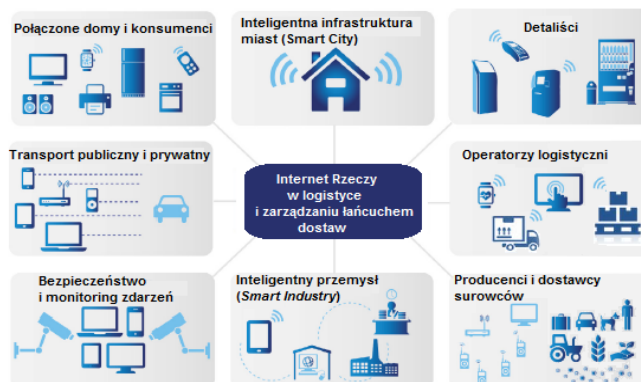 Połączone domy i konsumenci
Inteligentna infrastruktura
miast (Smart City)
Detaliści
Transport publiczny i prywatny
Internet Rzeczy
w logistyce
i zarządzaniu łańcuchem
dostaw
Operatorzy logistyczni
Bezpieczeństwo
i monitoring zdarzeń
Inteligentny przemysł
(Smart Industry)
Producenci i dostawcy
surowców